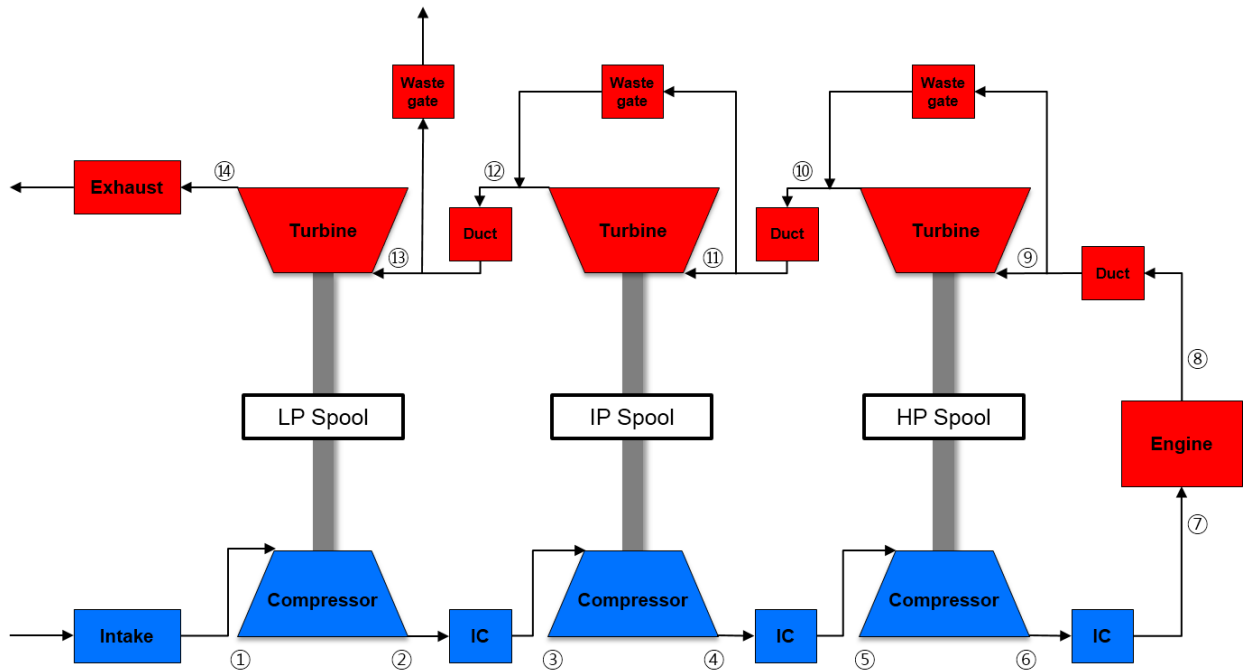 Waste
gate
Waste
gate
Waste
gate
⑭
⑫
⑩
Exhaust
Turbine
Duct
Turbine
Duct
Turbine
⑬
⑪
⑨
Duct
⑧
LP Spool
IP Spool
HP Spool
Engine
⑦
Intake
Compressor
IC
Compressor
IC
Compressor
IC
①
②
③
④
⑤
⑥